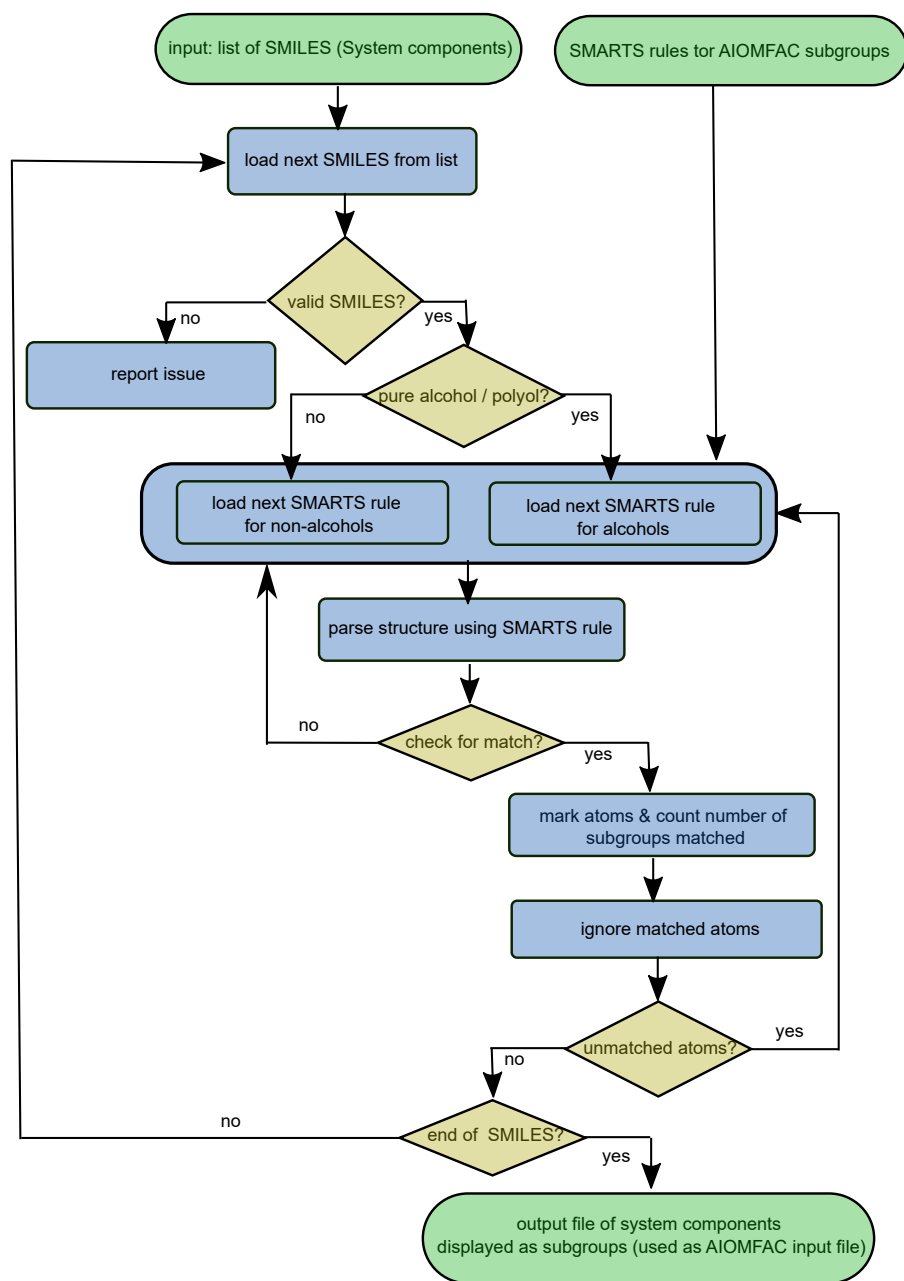 input: list of SMILES (System components)
SMARTS rules tor AIOMFAC subgroups
load next SMILES from list
valid SMILES?
no
yes
report issue
pure alcohol / polyol?
no
yes
load next SMARTS rule
for non-alcohols
load next SMARTS rule
for alcohols
parse structure using SMARTS rule
check for match?
no
yes
mark atoms & count number of
subgroups matched
ignore matched atoms
unmatched atoms?
yes
no
end of SMILES?
no
yes
output file of system components
displayed as subgroups (used as AIOMFAC input file)